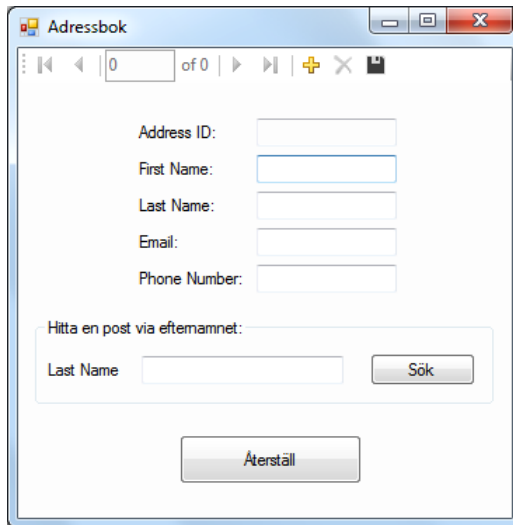 Adressbok
0 of 0
Address ID:
First Name:
Last Name:
Email:
Phone Number:
Hitta en post via efternamnet:
Last Name Sök
Återställ